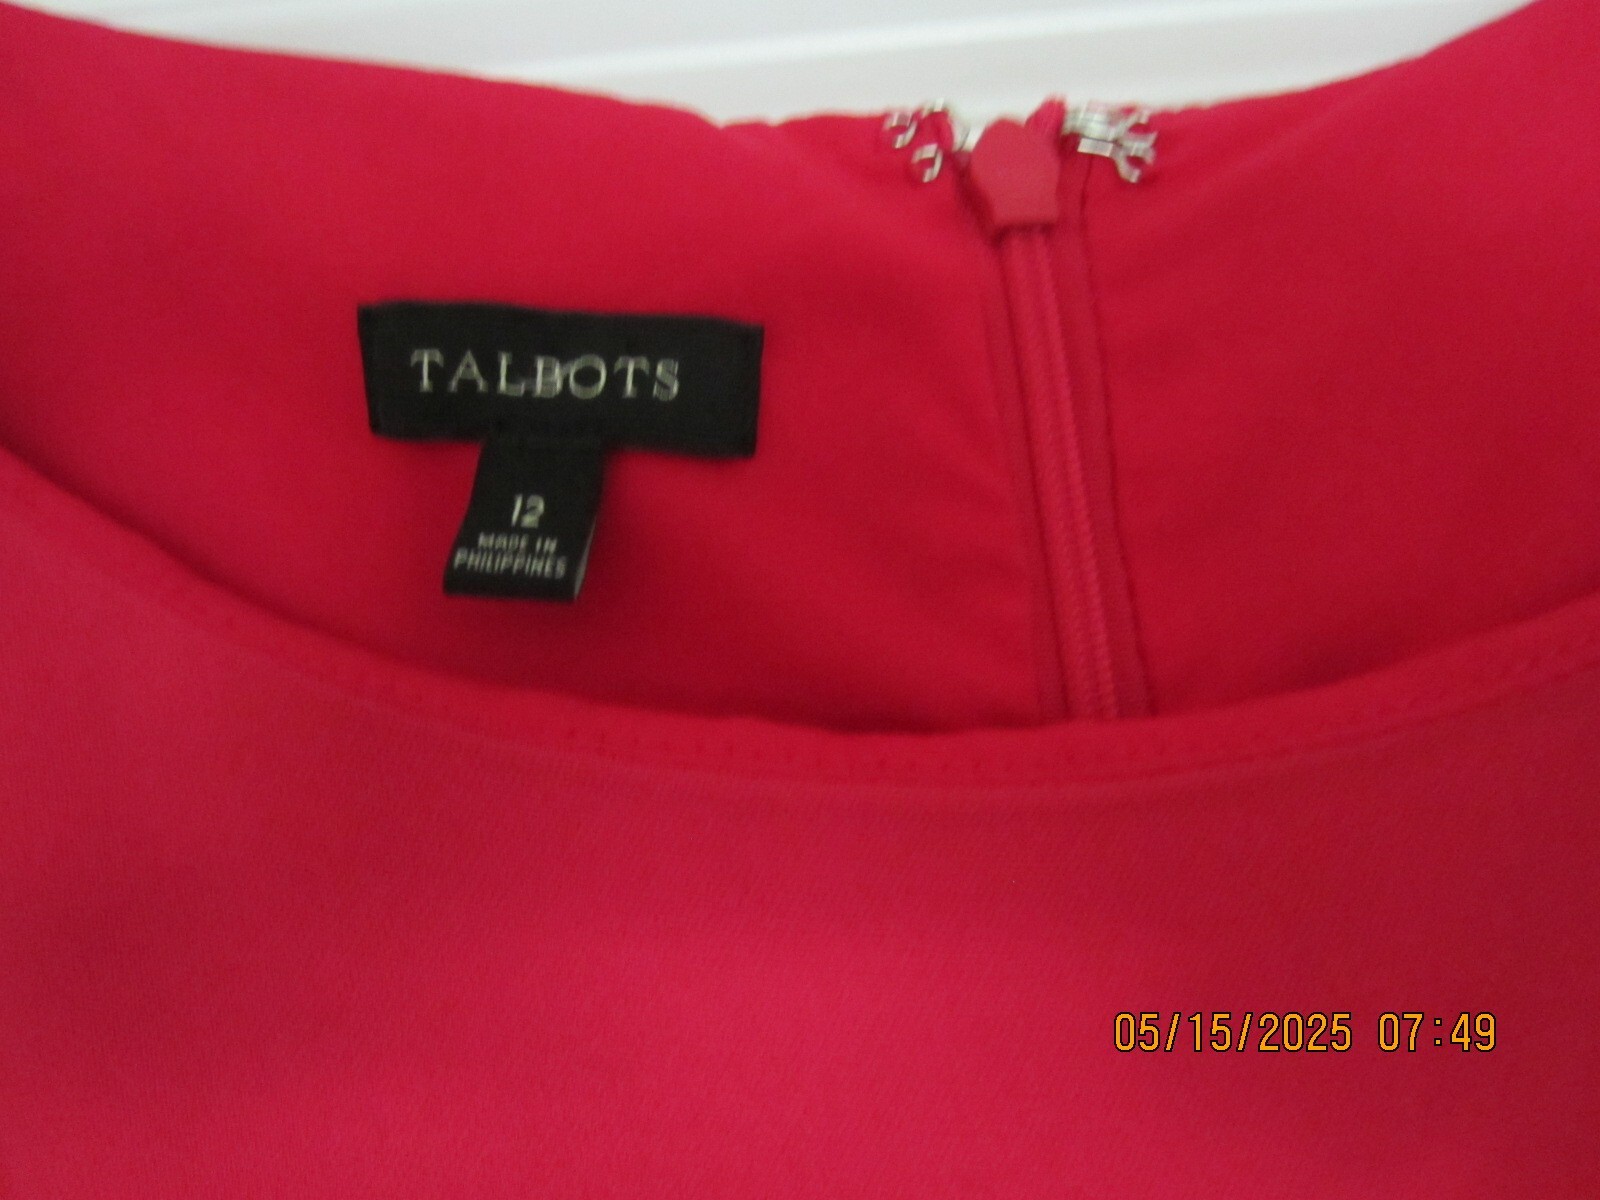 TALBOTS
12
MADE IN
PHILIPPINES
05/15/2025 07:49